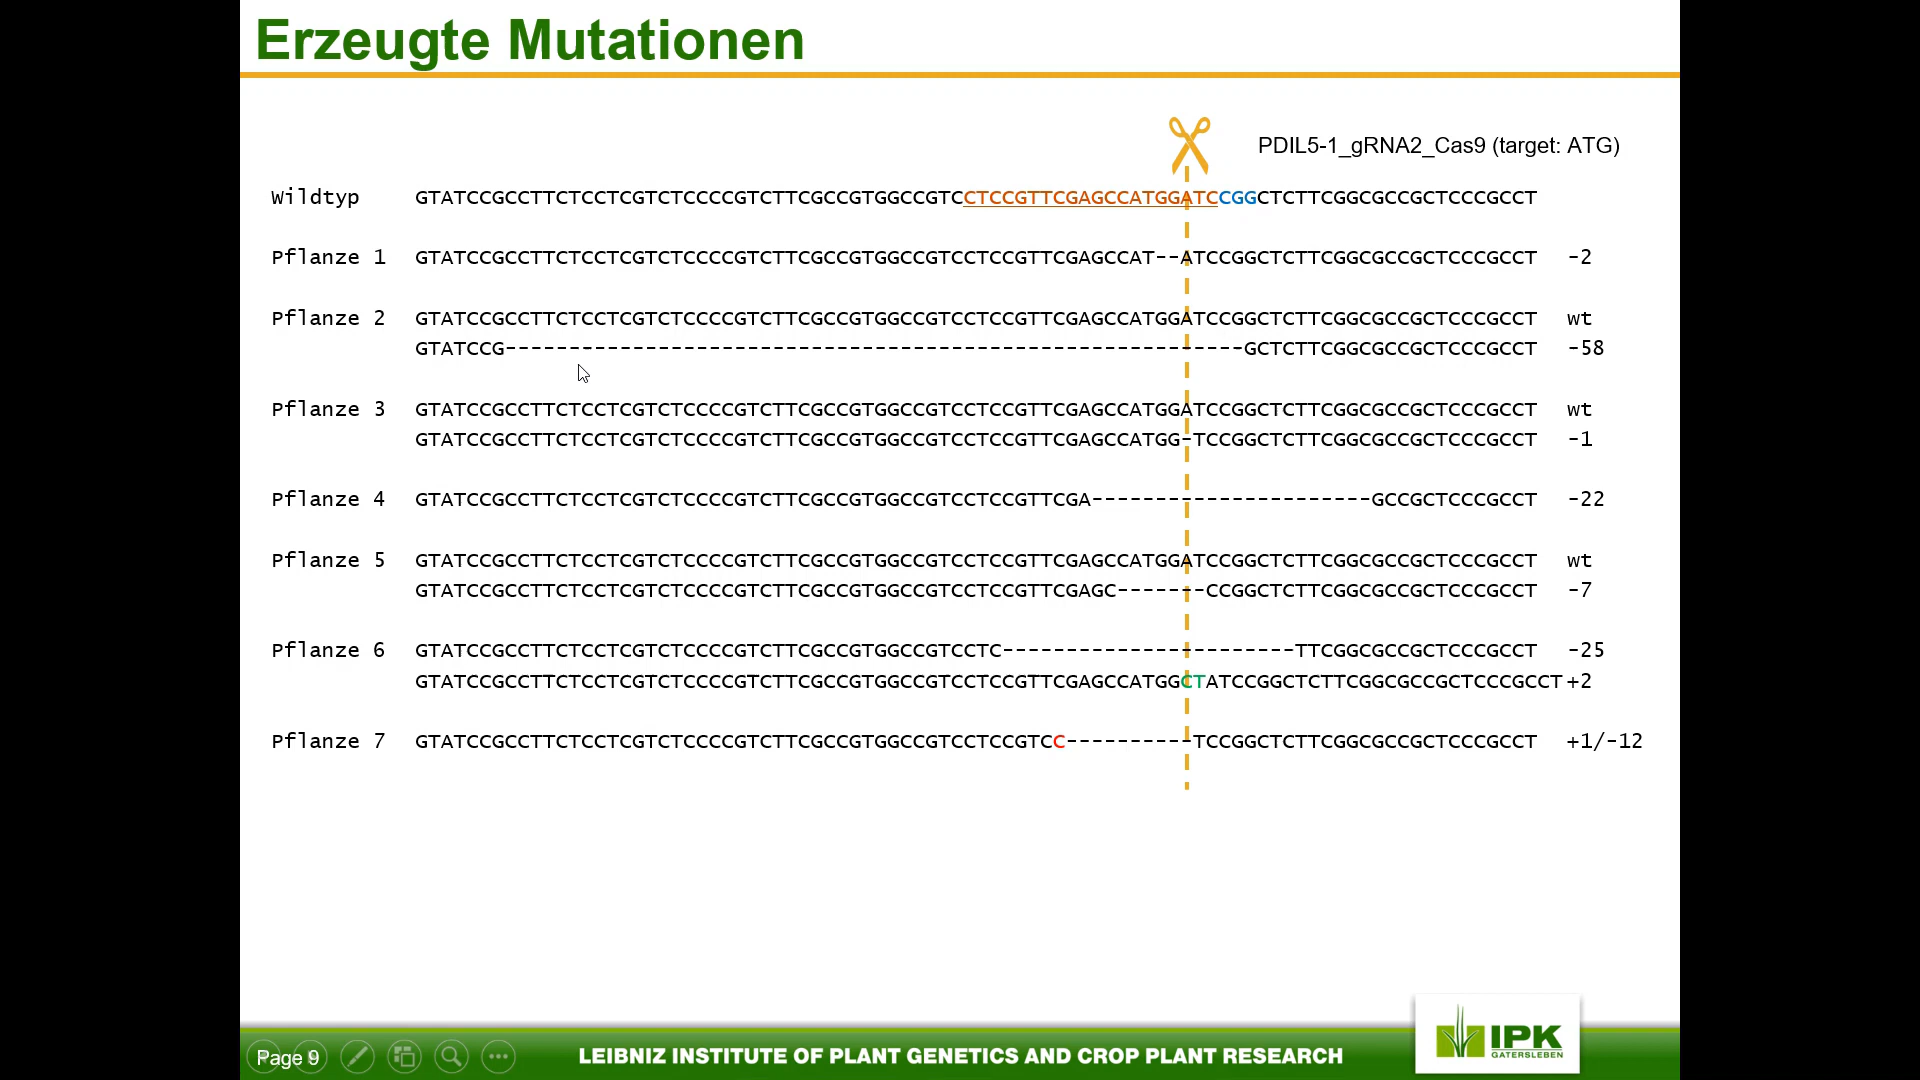 Erzeugte Mutationen
PDIL5-1_gRNA2_Cas9 (target: ATG)
Wildtyp GTATCCGCCTTCTCCTCGTCTCCCCGTCTTCGCCGTGGCCGTCCTCCGTTCGAGCCATGGATCCGGCTCTTCGGCGCCGCTCCCGCCT
Pflanze 1 GTATCCGCCTTCTCCTCGTCTCCCCGTCTTCGCCGTGGCCGTCCTCCGTTCGAGCCAT--ATCCGGCTCTTCGGCGCCGCTCCCGCCT -2
Pflanze 2 GTATCCGCCTTCTCCTCGTCTCCCCGTCTTCGCCGTGGCCGTCCTCCGTTCGAGCCATGGATCCGGCTCTTCGGCGCCGCTCCCGCCT wt
GTATCCG----------------------------------------------------------GCTCTTCGGCGCCGCTCCCGCCT -58
Pflanze 3 GTATCCGCCTTCTCCTCGTCTCCCCGTCTTCGCCGTGGCCGTCCTCCGTTCGAGCCATGGATCCGGCTCTTCGGCGCCGCTCCCGCCT wt
GTATCCGCCTTCTCCTCGTCTCCCCGTCTTCGCCGTGGCCGTCCTCCGTTCGAGCCATGG-TCCGGCTCTTCGGCGCCGCTCCCGCCT -1
Pflanze 4 GTATCCGCCTTCTCCTCGTCTCCCCGTCTTCGCCGTGGCCGTCCTCCGTTCGA----------------------GCCGCTCCCGCCT -22
Pflanze 5 GTATCCGCCTTCTCCTCGTCTCCCCGTCTTCGCCGTGGCCGTCCTCCGTTCGAGCCATGGATCCGGCTCTTCGGCGCCGCTCCCGCCT wt
GTATCCGCCTTCTCCTCGTCTCCCCGTCTTCGCCGTGGCCGTCCTCCGTTCGAGC-------CCGGCTCTTCGGCGCCGCTCCCGCCT -7
Pflanze 6 GTATCCGCCTTCTCCTCGTCTCCCCGTCTTCGCCGTGGCCGTCCTC-----------------------TTCGGCGCCGCTCCCGCCT -25
GTATCCGCCTTCTCCTCGTCTCCCCGTCTTCGCCGTGGCCGTCCTCCGTTCGAGCCATGGCTATCCGGCTCTTCGGCGCCGCTCCCGCCT +2
Pflanze 7 GTATCCGCCTTCTCCTCGTCTCCCCGTCTTCGCCGTGGCCGTCCTCCGTCC----------TCCGGCTCTTCGGCGCCGCTCCCGCCT +1/-12
Page 9
LEIBNIZ INSTITUTE OF PLANT GENETICS AND CROP PLANT RESEARCH
IPK
GATERSLEBEN